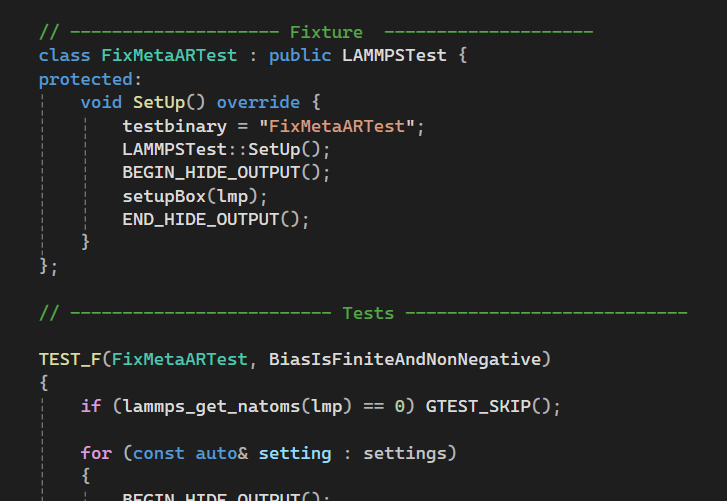 // -------------------- Fixture  --------------------
class FixMetaARTest : public LAMMPSTest {
protected:
    void SetUp() override {
        testbinary = "FixMetaARTest";
        LAMMPSTest::SetUp();
        BEGIN_HIDE_OUTPUT();
        setupBox(lmp);
        END_HIDE_OUTPUT();
    }
};
// ------------------------- Tests ---------------------------
TEST_F(FixMetaARTest, BiasIsFiniteAndNonNegative)
{
    if (lammps_get_natoms(lmp) == 0) GTEST_SKIP();
    for (const auto& setting : settings)
    {
        BEGIN_HIDE_OUTPUT();